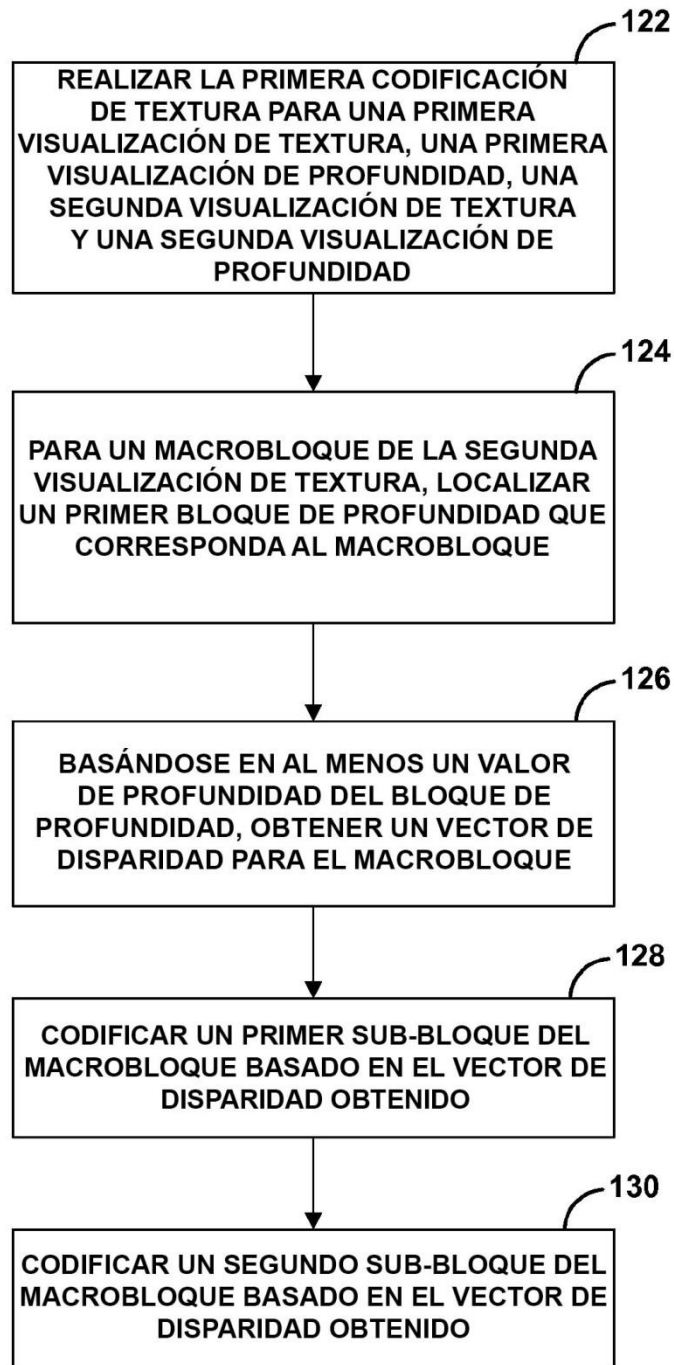 122
REALIZAR LA PRIMERA CODIFICACIÓN
DE TEXTURA PARA UNA PRIMERA
VISUALIZACIÓN DE TEXTURA, UNA PRIMERA
VISUALIZACIÓN DE PROFUNDIDAD, UNA
SEGUNDA VISUALIZACIÓN DE TEXTURA
Y UNA SEGUNDA VISUALIZACIÓN DE
PROFUNDIDAD
124
PARA UN MACROBLOQUE DE LA SEGUNDA
VISUALIZACIÓN DE TEXTURA, LOCALIZAR
UN PRIMER BLOQUE DE PROFUNDIDAD QUE
CORRESPONDA AL MACROBLOQUE
126
BASÁNDOSE EN AL MENOS UN VALOR
DE PROFUNDIDAD DEL BLOQUE DE
PROFUNDIDAD, OBTENER UN VECTOR DE
DISPARIDAD PARA EL MACROBLOQUE
128
CODIFICAR UN PRIMER SUB-BLOQUE DEL
MACROBLOQUE BASADO EN EL VECTOR DE
DISPARIDAD OBTENIDO
130
CODIFICAR UN SEGUNDO SUB-BLOQUE DEL
MACROBLOQUE BASADO EN EL VECTOR DE
DISPARIDAD OBTENIDO